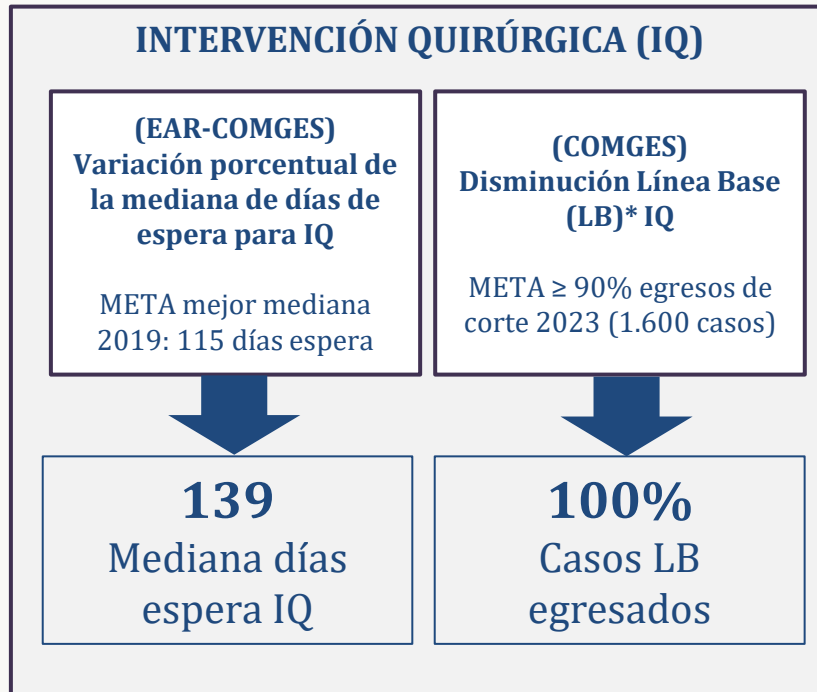 INTERVENCIÓN QUIRÚRGICA (IQ)
(EAR-COMGES)
Variación porcentual de
la mediana de días de
espera para IQ
META mejor mediana
2019: 115 días espera
(COMGES)
Disminución Línea Base
(LB)* IQ
META ≥ 90% egresos de
corte 2023 (1.600 casos)
139
Mediana días
espera IQ
100%
Casos LB
egresados